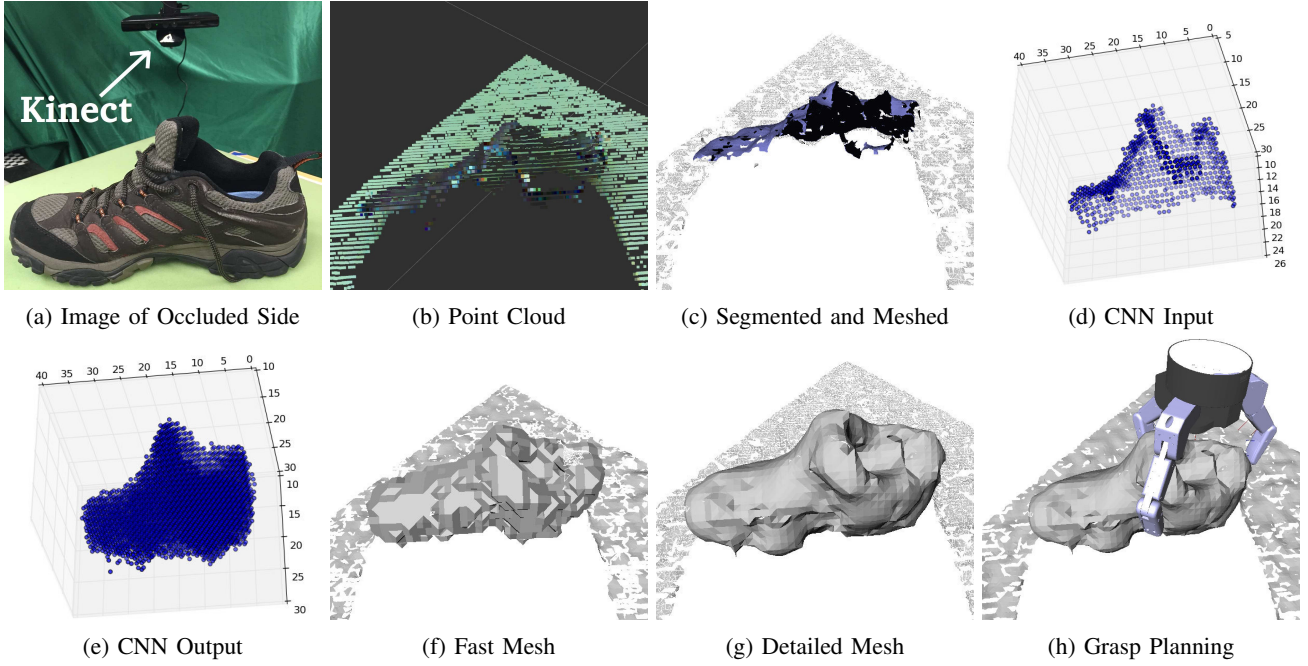 Kinect
40 35 30 25 20 15 10 5 0
5
10
15
20
25
30
10
12
14
16
18
20
22
24
26
(a) Image of Occluded Side
(b) Point Cloud
(c) Segmented and Meshed
(d) CNN Input
40 35 30 25 20 15 10 5 0
10
15
20
25
30
10
15
20
25
30
(e) CNN Output
(f) Fast Mesh
(g) Detailed Mesh
(h) Grasp Planning